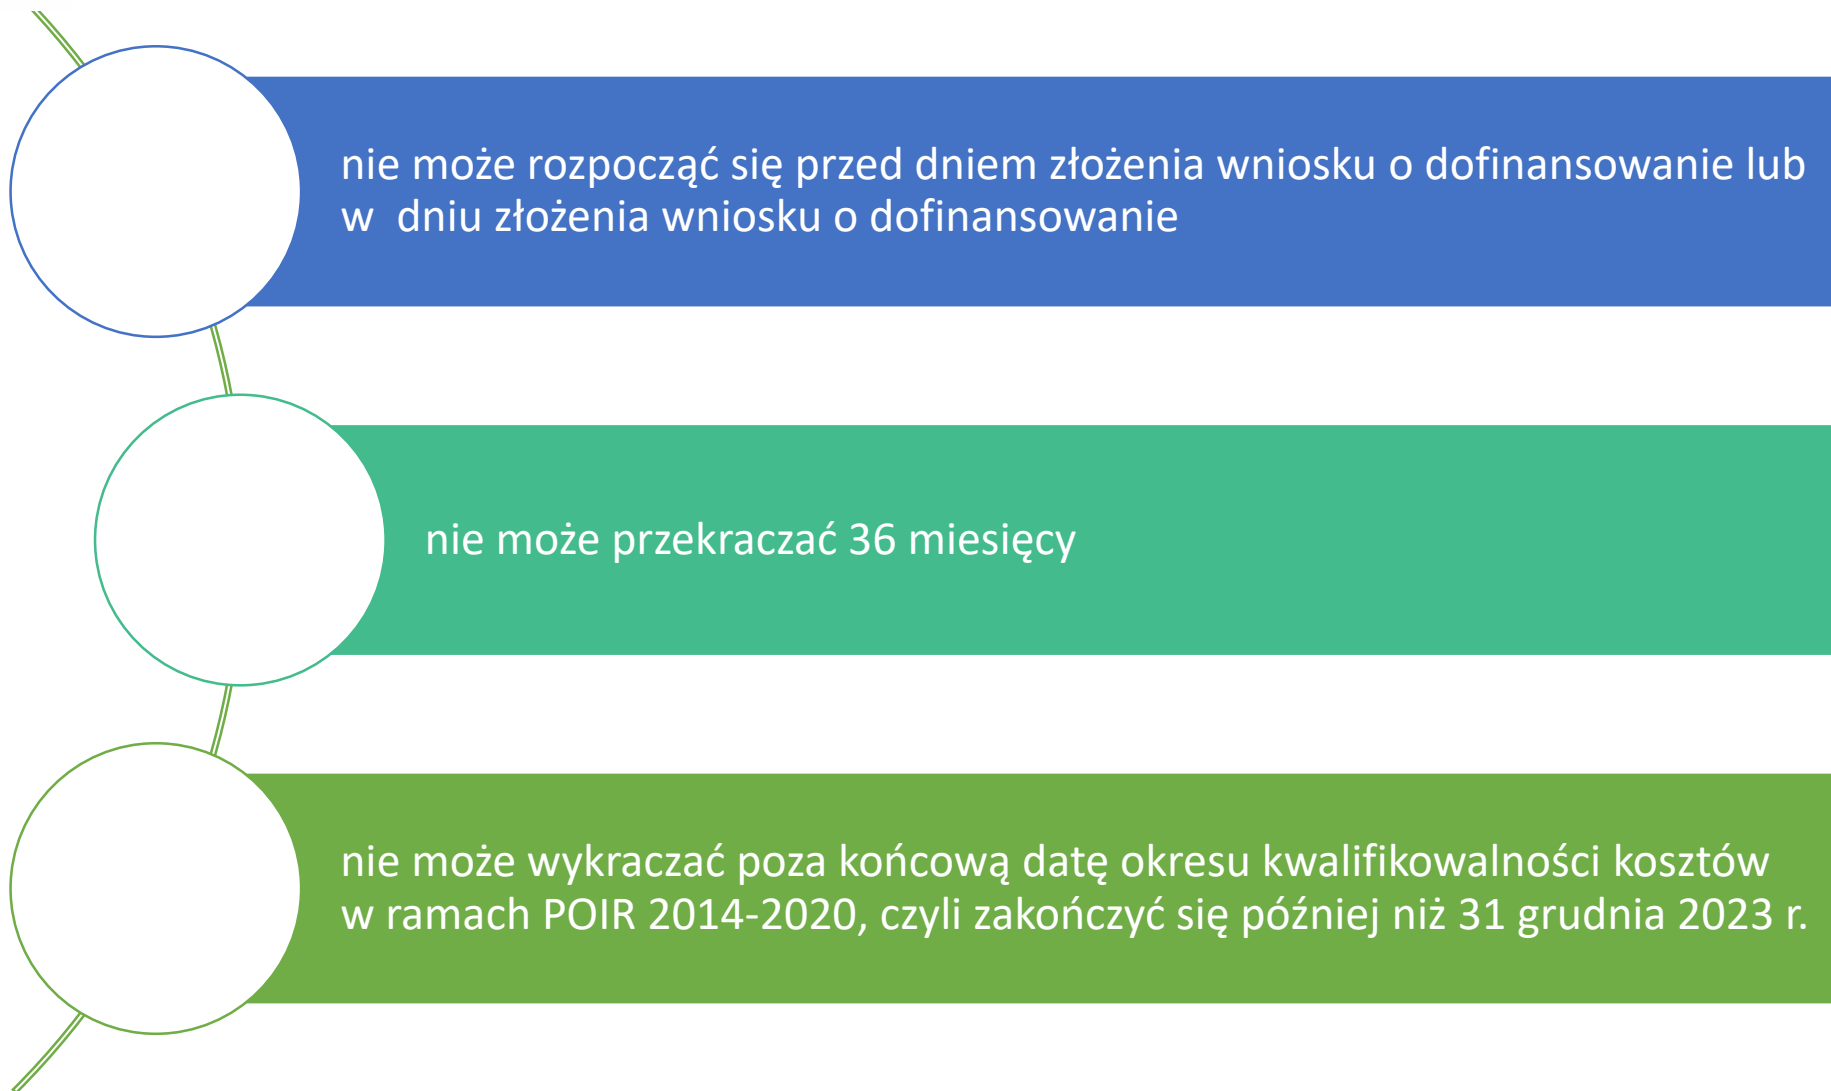 nie może rozpocząć się przed dniem złożenia wniosku o dofinansowanie lub
w  dniu złożenia wniosku o dofinansowanie
nie może przekraczać 36 miesięcy
nie może wykraczać poza końcową datę okresu kwalifikowalności kosztów
w ramach POIR 2014-2020, czyli zakończyć się później niż 31 grudnia 2023 r.